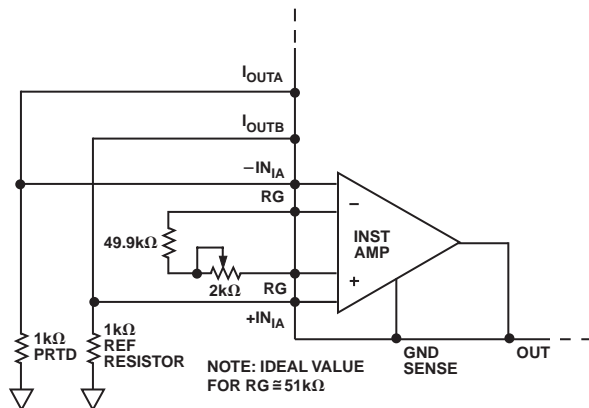 IOUTA
IOUTB
–INIA
RG
–
49.9kΩ
INST
AMP
2kΩ
+
RG
+INIA
1kΩ
PRTD
1kΩ
REF
RESISTOR
GND
SENSE
OUT
NOTE: IDEAL VALUE
FOR RG ≅ 51kΩ